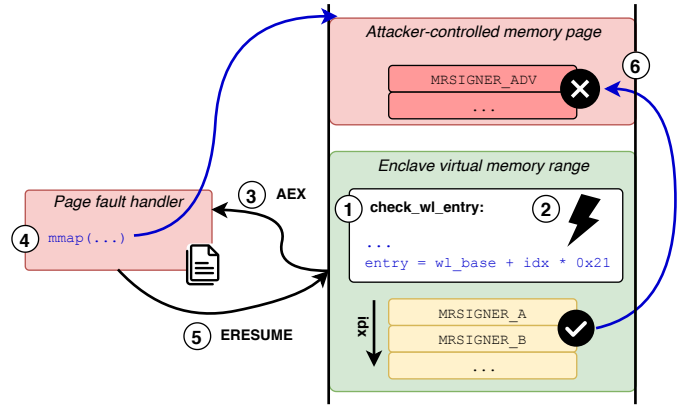 Attacker-controlled memory page
6
MRSIGNER_ADV
...
Enclave virtual memory range
Page fault handler
3 AEX
1 check_wl_entry:
2
4 mmap(...)
...
entry = wl_base + idx * 0x21
5 ERESUME
idx
MRSIGNER_A
MRSIGNER_B
...